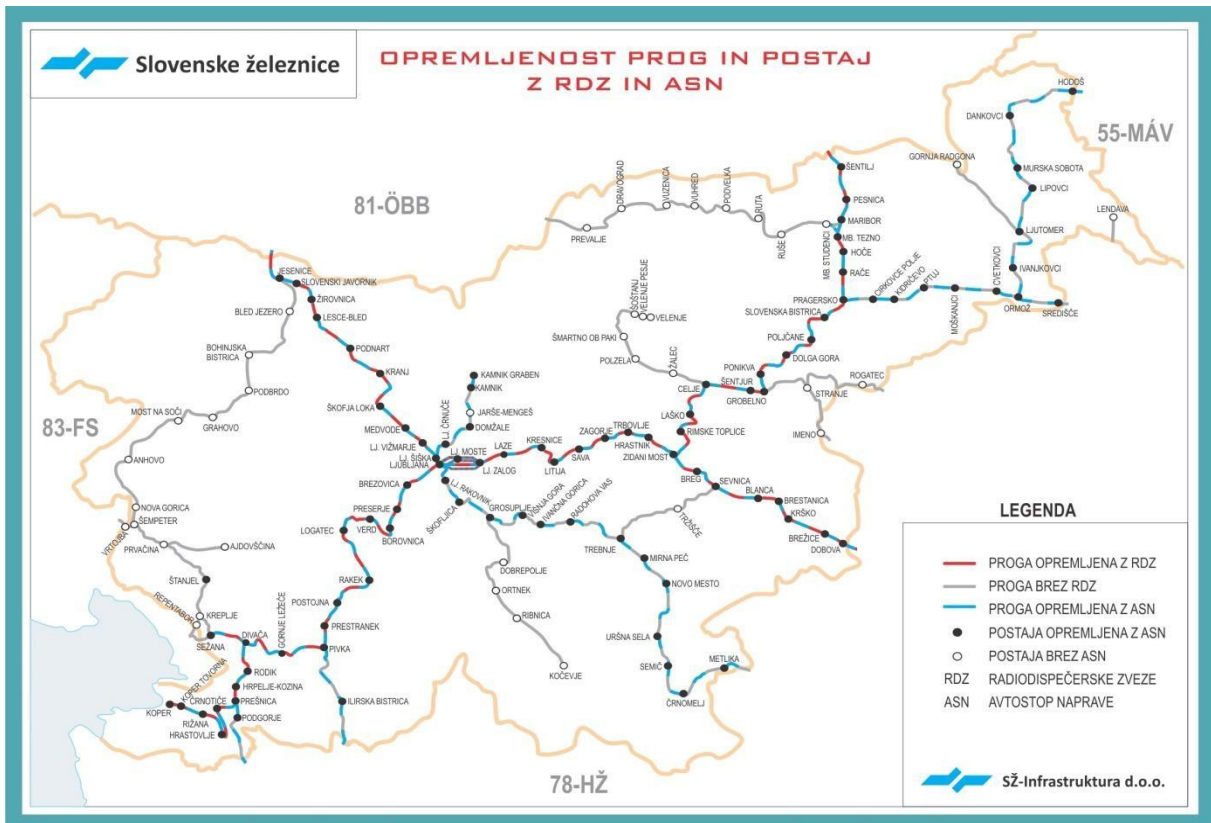 Slovenske železnice
OPREMLJENOST PROG IN POSTAJ
Z RDZ IN ASN
HODOŠ
DANKOVCI
55-MÁV
GORNJA RADGONA
MURSKA SOBOTA
LIPOVCI
LENDAVA
LJUTOMER
IVANJKOVCI
CVETKOVCI
ORMOŽ
SREDIŠČE
81-ÖBB
PREVALJE
DRAVOGRAD
VUZENICA
VUHRED
PODVELKA
RUTA
RUŠE
MB. STUDENCI
ŠENTILJ
PESNICA
MARIBOR
MB. TEZNO
HOČE
RAČE
PRAGERSKO
CIRKOVCE POLJE
KIDRIČEVO
PTUJ
MOŠKANJCI
SLOVENSKA BISTRICA
POLJČANE
DOLGA GORA
PONIKVA
ŠENTJUR
GROBELNO
STRANJE
ROGATEC
IMENO
ŠOŠTANJ
VELENJE PESJE
VELENJE
ŠMARTNO OB PAKI
POLZELA
ŽALEC
CELJE
LAŠKO
RIMSKE TOPLICE
JESENICE
SLOVENSKI JAVORNIK
ŽIROVNICA
LESCE-BLED
BLED JEZERO
BOHINJSKA
BISTRICA
PODBRDO
GRAHOVO
MOST NA SOČI
PODNART
KRANJ
ŠKOFJA LOKA
MEDVODE
LJ. VIŽMARJE
LJ. ŠIŠKA
LJUBLJANA
KAMNIK GRABEN
KAMNIK
JARŠE-MENGEŠ
DOMŽALE
LJ. ČRNUČE
LJ. MOSTE
LJ. ZALOG
LAZE
KRESNICE
LITIJA
SAVA
ZAGORJE
TRBOVLJE
HRASTNIK
ZIDANI MOST
BREG
SEVNICA
BLANCA
BRESTANICA
KRŠKO
BREŽICE
DOBOVA
83-FS
ANHOVO
NOVA GORICA
ŠEMPETER
VRTOJBA
PRVAČINA
AJDOVŠČINA
ŠTANJEL
REPENTABOR
KREPLJE
SEŽANA
DIVAČA
GORNJE LEŽEČE
BREZOVICA
PRESERJE
VERD
BOROVNICA
LOGATEC
RAKEK
POSTOJNA
PRESTRANEK
PIVKA
ILIRSKA BISTRICA
RODIK
HRPELJE-KOZINA
PREŠNICA
PODGORJE
ČRNOTIČE
KOPER TOVORNA
KOPER
RIŽANA
HRASTOVLJE
LJ. RAKOVNIK
ŠKOFLJICA
GROSUPLJE
VIŠNJA GORA
IVANČNA GORICA
RADOHOVA VAS
TREBNJE
TRŽIŠČE
MIRNA PEČ
NOVO MESTO
URŠNA SELA
SEMIČ
ČRNOMELJ
METLIKA
DOBREPOLJE
ORTNEK
RIBNICA
KOČEVJE
78-HŽ
LEGENDA
PROGA OPREMLJENA Z RDZ
PROGA BREZ RDZ
PROGA OPREMLJENA Z ASN
POSTAJA OPREMLJENA Z ASN
POSTAJA BREZ ASN
RDZ RADIODISPEČERSKE ZVEZE
ASN AVTOSTOP NAPRAVE
SŽ-Infrastruktura d.o.o.